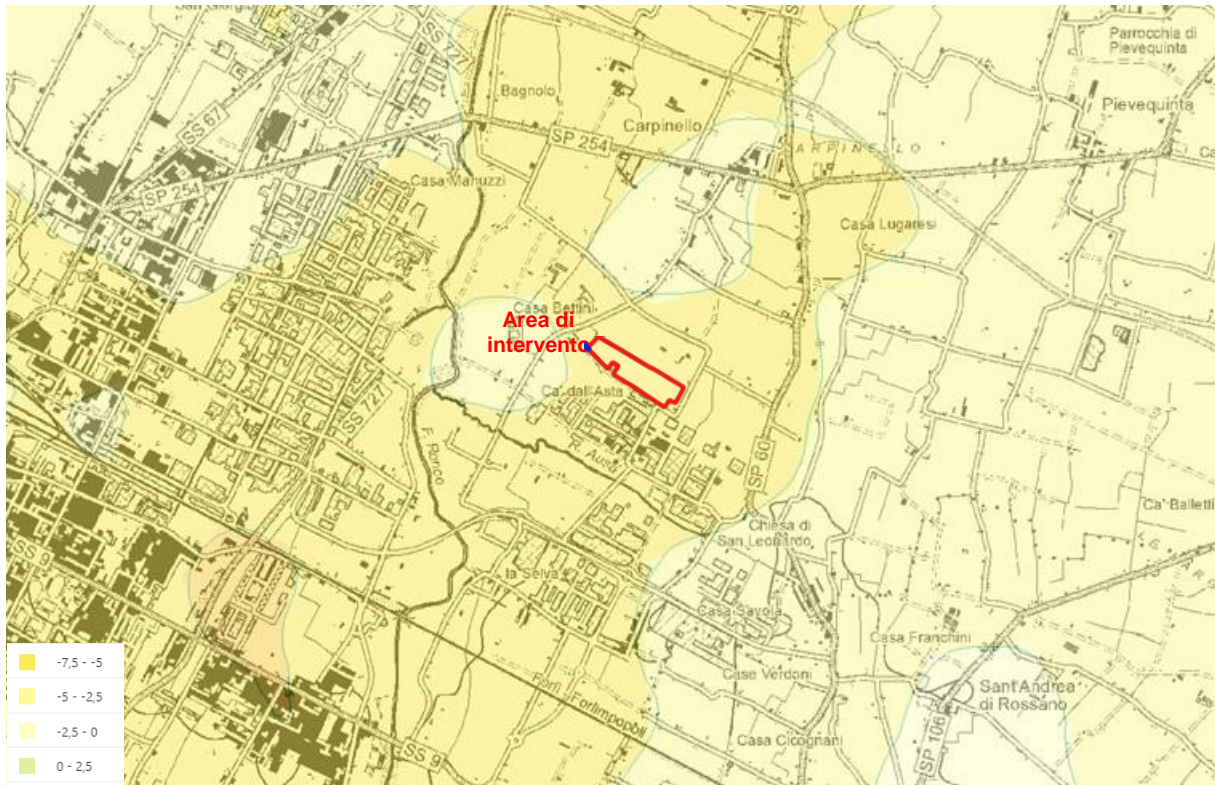 SS 727
Parrocchia di
Pievequinta
Bagnolo
Pievequinta
SS 67
Carpinello
SP 254
SP 254
Casa Manuzzi
Casa Lugaresi
Casa Bettini
Area di
intervento
Ca' dall'Asta
SS 727
F. Ronco
R. Ausa
SP 60
Ca' Balletti
Chiesa di
San Leonardo
SS 9
la Selva
Casa Savoia
Casa Franchini
-7,5 - -5
Case Verdoni
Sant'Andrea
di Rossano
-5 - -2,5
Forlì - Forlimpopoli
-2,5 - 0
SP 106
Casa Cicognani
SS 9
0 - 2,5